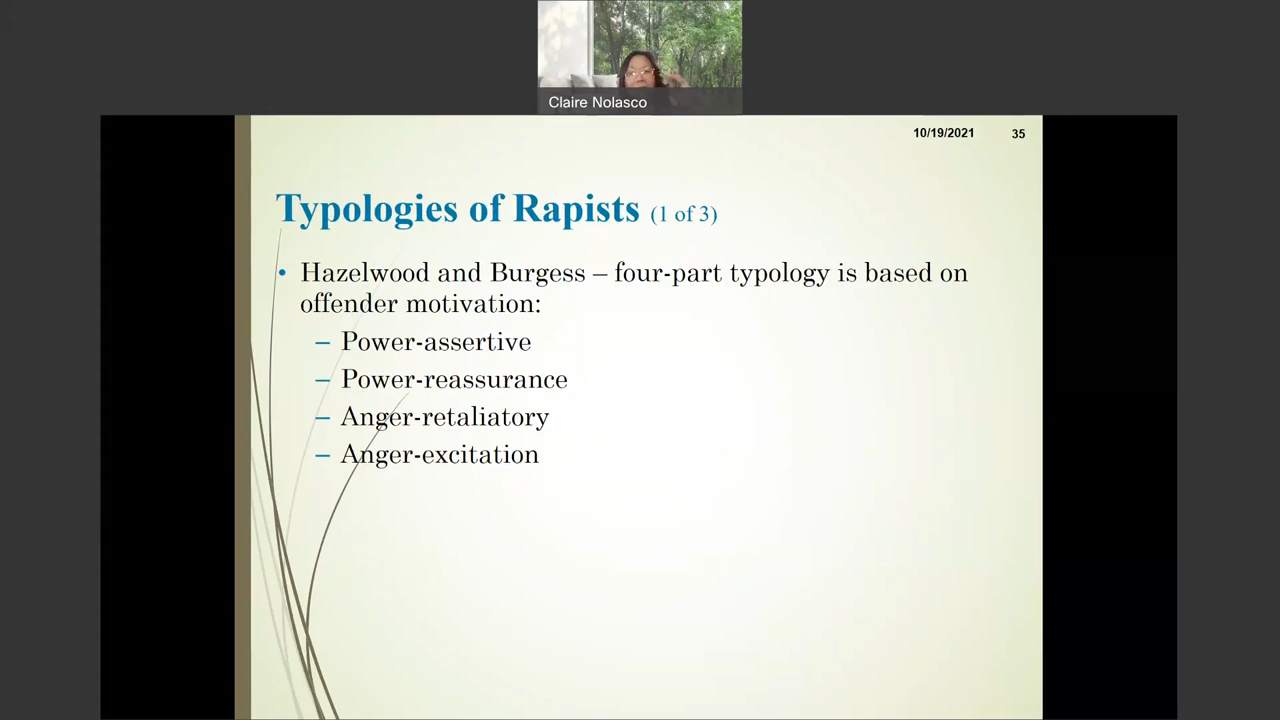 Claire Nolasco
10/19/2021 35
Typologies of Rapists (1 of 3)
• Hazelwood and Burgess – four-part typology is based on
offender motivation:
– Power-assertive
– Power-reassurance
– Anger-retaliatory
– Anger-excitation